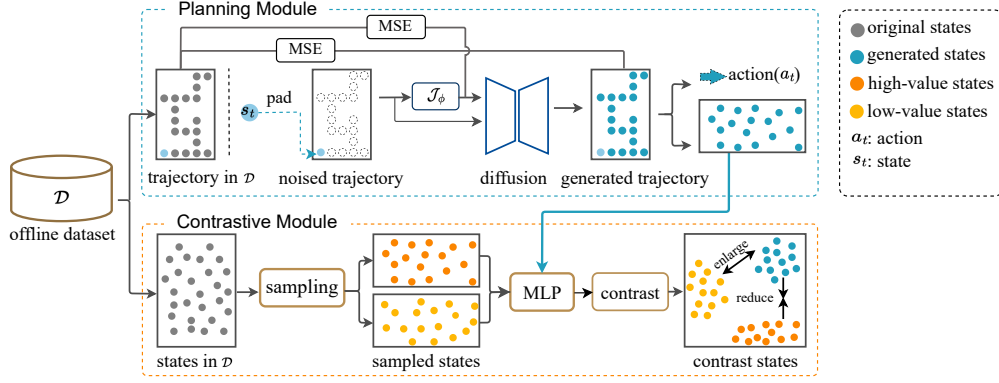 Planning Module
MSE
MSE
s_t
pad
𝒥_ϕ
action(a_t)
trajectory in 𝒟
noised trajectory
diffusion
generated trajectory
original states
generated states
high-value states
low-value states
a_t: action
s_t: state
𝒟
offline dataset
Contrastive Module
sampling
MLP
contrast
enlarge
reduce
states in 𝒟
sampled states
contrast states